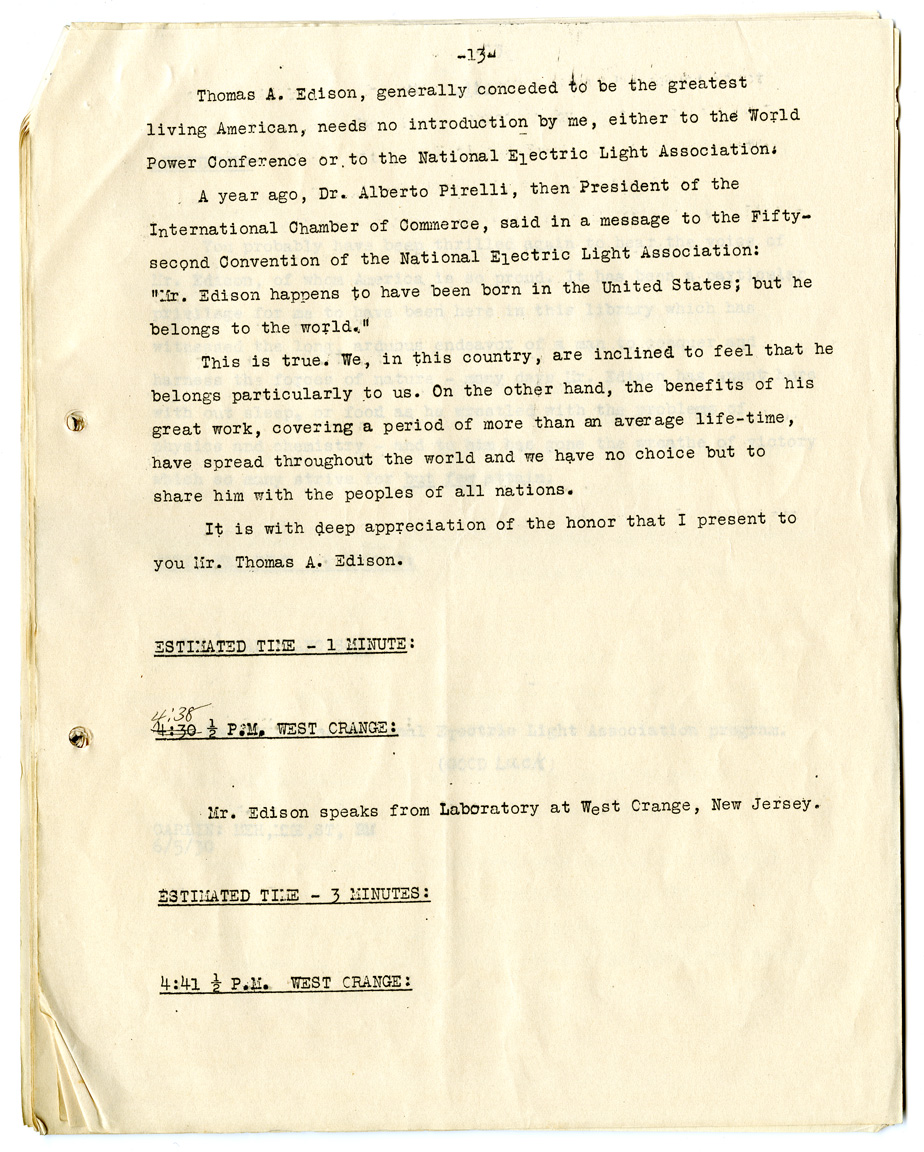 -13-
Thomas A. Edison, generally conceded to be the greatest
living American, needs no introduction by me, either to the World
Power Conference or to the National Electric Light Association.
A year ago, Dr. Alberto Pirelli, then President of the
International Chamber of Commerce, said in a message to the Fifty-
second Convention of the National Electric Light Association:
"Mr. Edison happens to have been born in the United States; but he
belongs to the world."
This is true. We, in this country, are inclined to feel that he
belongs particularly to us. On the other hand, the benefits of his
great work, covering a period of more than an average life-time,
have spread throughout the world and we have no choice but to
share him with the peoples of all nations.
It is with deep appreciation of the honor that I present to
you Mr. Thomas A. Edison.
ESTIMATED TIME - 1 MINUTE:
4:38
4:30 ½ P.M. WEST ORANGE:
Mr. Edison speaks from Laboratory at West Orange, New Jersey.
ESTIMATED TIME - 3 MINUTES:
4:41 ½ P.M. WEST ORANGE: